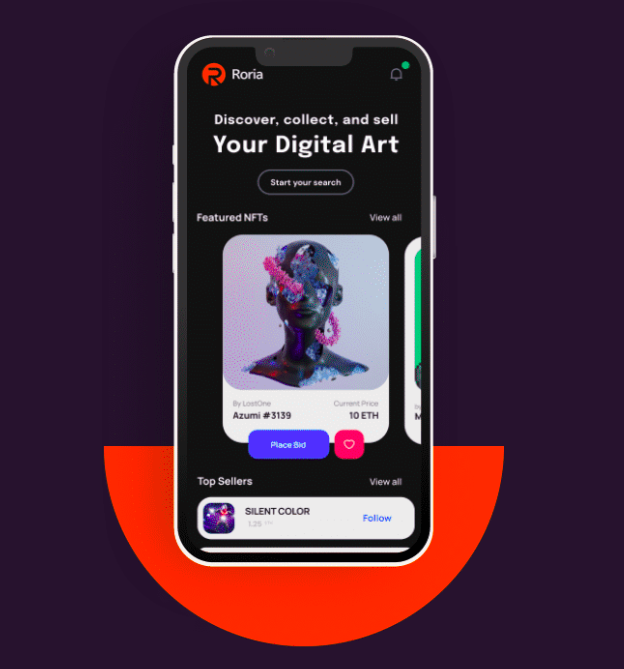 Roria
Discover, collect, and sell
Your Digital Art
Start your search
Featured NFTs View all
By LostOne Current Price
Azumi #3139 10 ETH
Place Bid
Top Sellers View all
SILENT COLOR
1.25
Follow